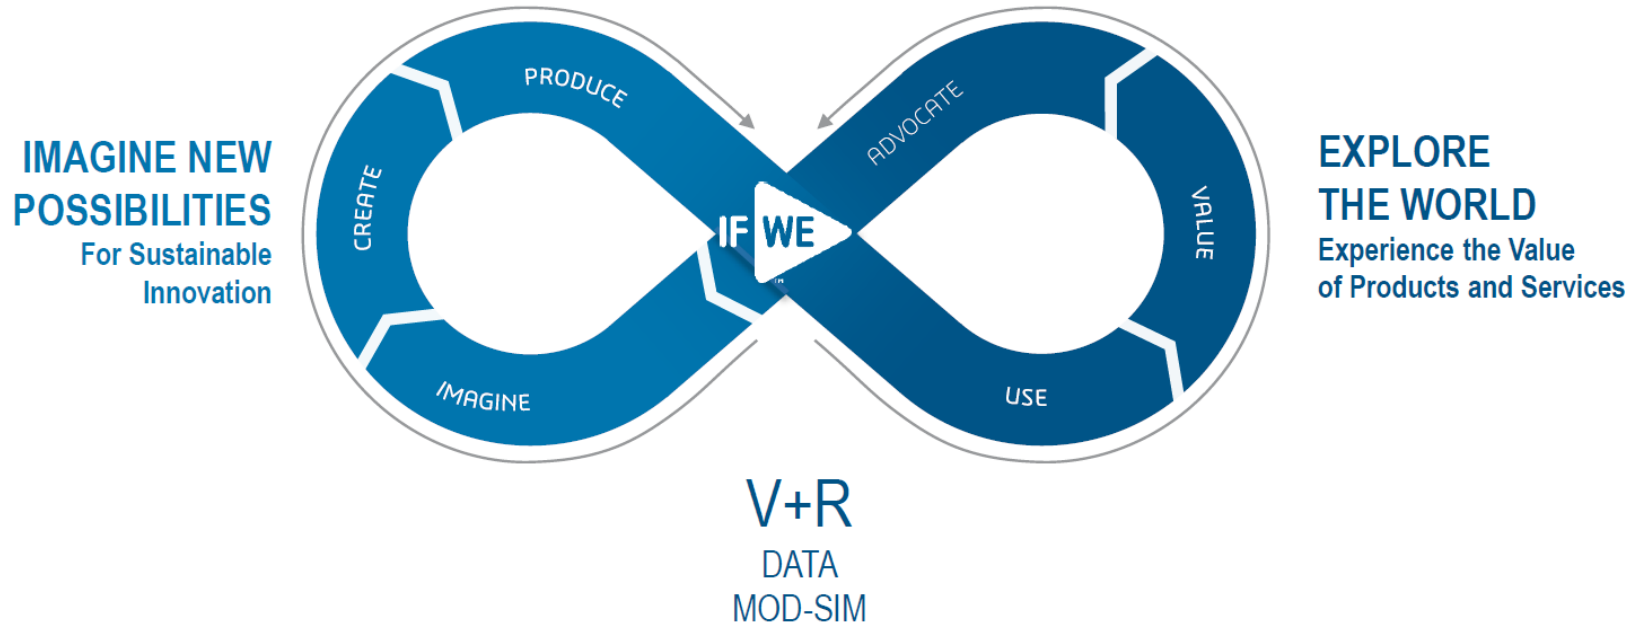 IMAGINE NEW
POSSIBILITIES
For Sustainable
Innovation
PRODUCE
CREATE
IMAGINE
IF WE
TM
ADVOCATE
VALUE
USE
EXPLORE
THE WORLD
Experience the Value
of Products and Services
V+R
DATA
MOD-SIM